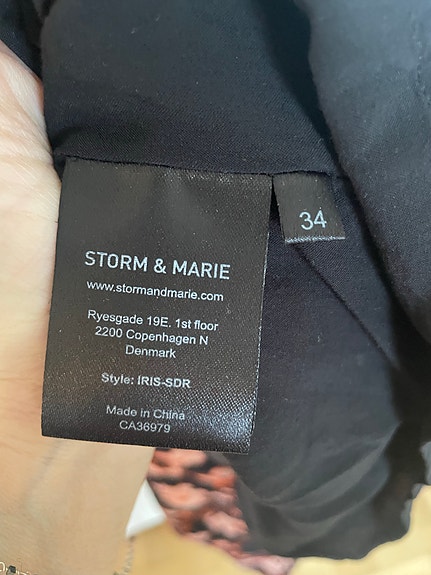 STORM & MARIE
www.stormandmarie.com
Ryesgade 19E. 1st floor
2200 Copenhagen N
Denmark
Style: IRIS-SDR
Made in China
CA36979
34